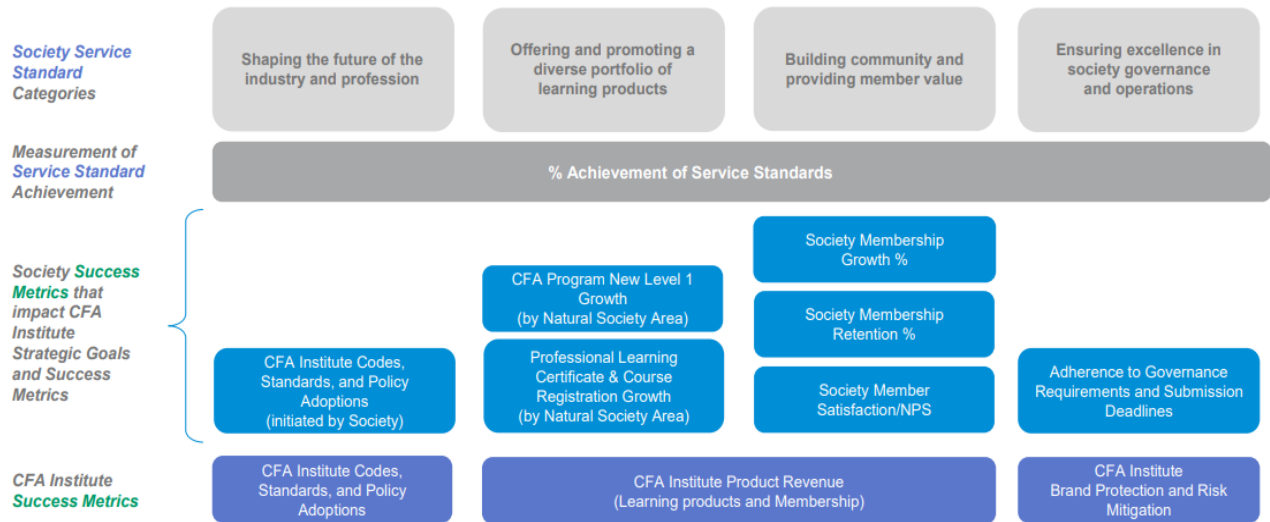 Society Service
Standard
Categories
Shaping the future of the
industry and profession
Offering and promoting a
diverse portfolio of
learning products
Building community and
providing member value
Ensuring excellence in
society governance
and operations
Measurement of
Service Standard
Achievement
% Achievement of Service Standards
Society Success
Metrics that
impact CFA
Institute
Strategic Goals
and Success
Metrics
CFA Institute Codes,
Standards, and Policy
Adoptions
(initiated by Society)
CFA Program New Level 1
Growth
(by Natural Society Area)
Professional Learning
Certificate & Course
Registration Growth
(by Natural Society Area)
Society Membership
Growth %
Society Membership
Retention %
Society Member
Satisfaction/NPS
Adherence to Governance
Requirements and Submission
Deadlines
CFA Institute
Success Metrics
CFA Institute Codes,
Standards, and Policy
Adoptions
CFA Institute Product Revenue
(Learning products and Membership)
CFA Institute
Brand Protection and Risk
Mitigation